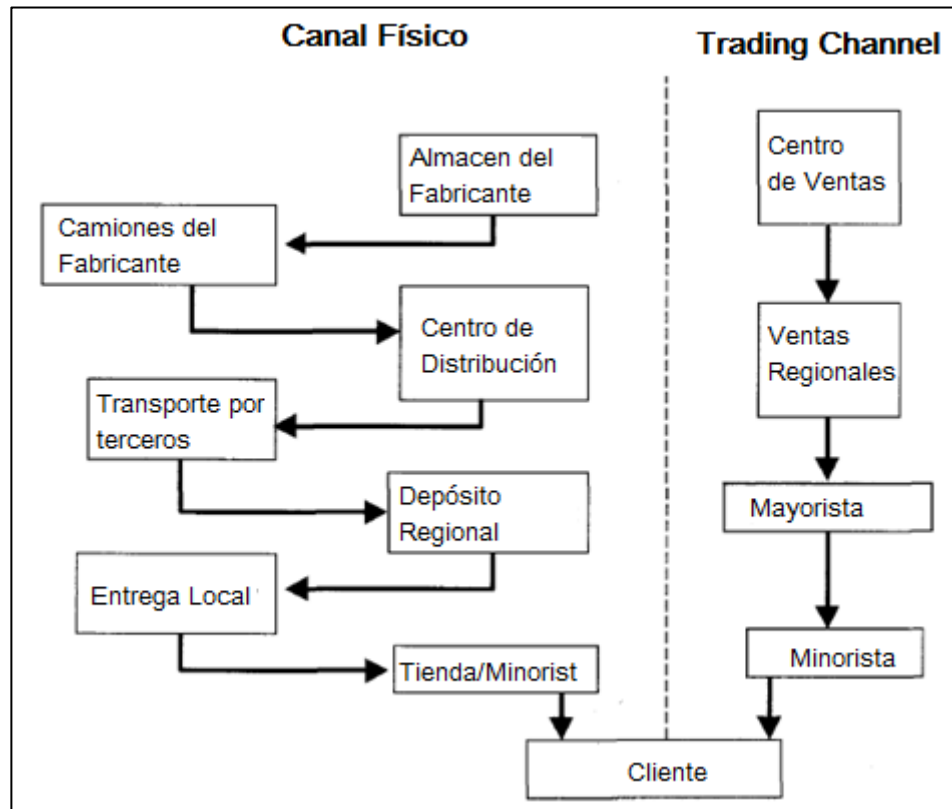 Canal Físico
Trading Channel
Almacen del
Fabricante
Camiones del
Fabricante
Centro de
Distribución
Transporte por
terceros
Depósito
Regional
Entrega Local
Tienda/Minorist
Centro
de Ventas
Ventas
Regionales
Mayorista
Minorista
Cliente